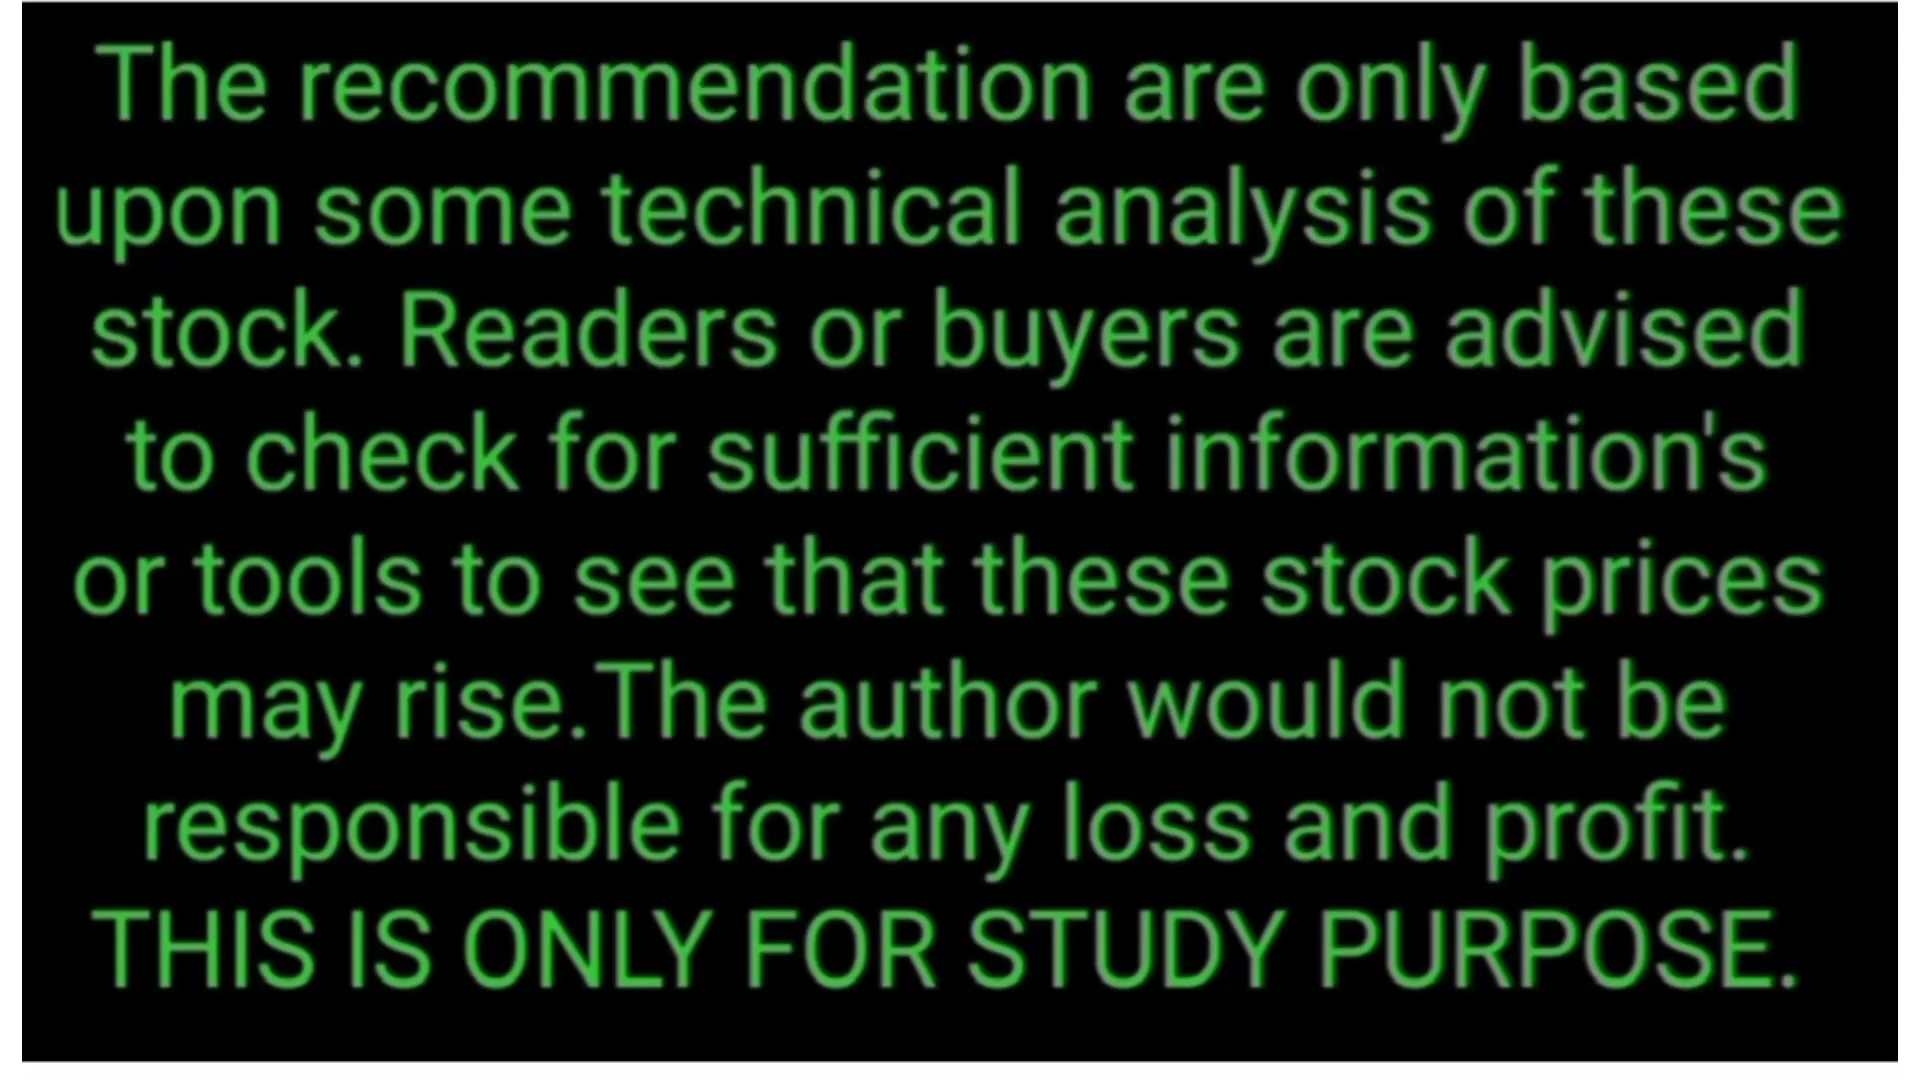 The recommendation are only based
upon some technical analysis of these
stock. Readers or buyers are advised
to check for sufficient information's
or tools to see that these stock prices
may rise.The author would not be
responsible for any loss and profit.
THIS IS ONLY FOR STUDY PURPOSE.